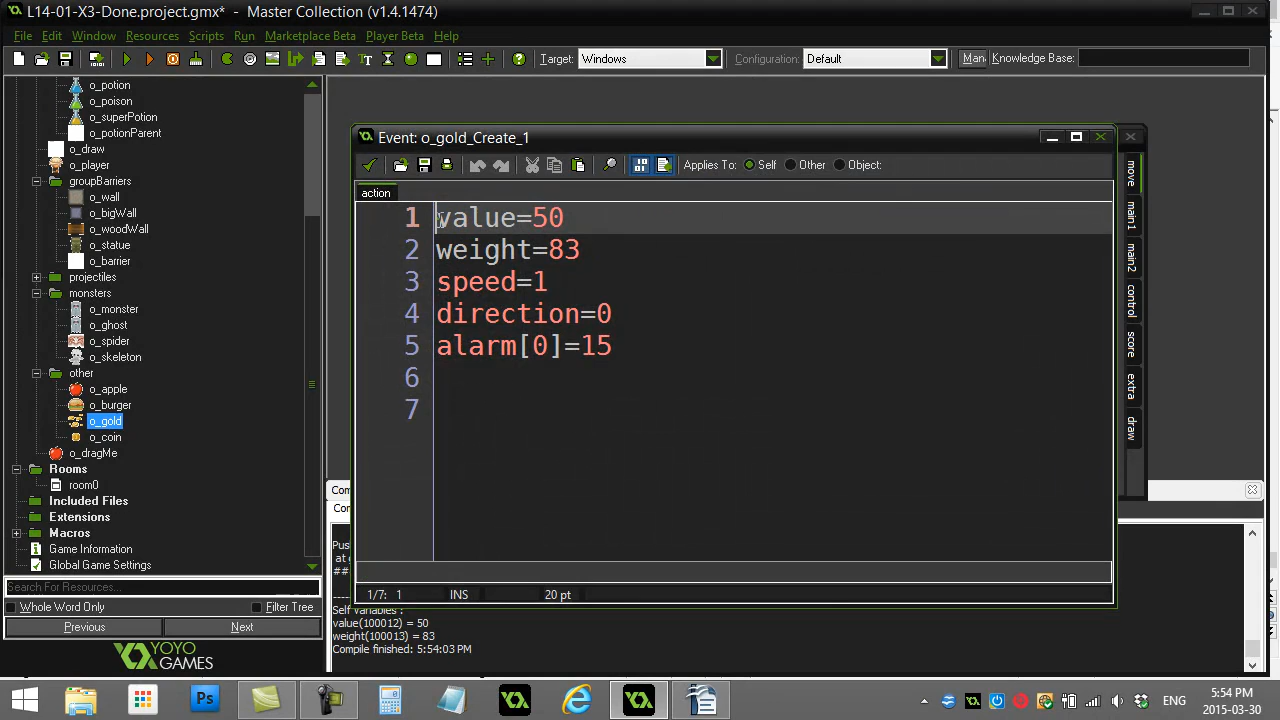 L14-01-X3-Done.project.gmx* - Master Collection (v1.4.1474)
File Edit Window Resources Scripts Run Marketplace Beta Player Beta Help
Target: Windows Configuration: Default Man Knowledge Base:
o_potion
o_poison
o_superPotion
o_potionParent
o_draw
o_player
groupBarriers
o_wall
o_bigWall
o_woodWall
o_statue
o_barrier
projectiles
monsters
o_monster
o_ghost
o_spider
o_skeleton
other
o_apple
o_burger
o_gold
o_coin
o_dragMe
Rooms
room0
Included Files
Extensions
Macros
Game Information
Global Game Settings
Search For Resources...
Whole Word Only Filter Tree
Previous Next
YOYO
GAMES
Event: o_gold_Create_1
Applies To: Self Other Object:
action
1 value=50
2 weight=83
3 speed=1
4 direction=0
5 alarm[0]=15
6
7
1/7: 1 INS 20 pt
move
main1
main2
control
score
extra
draw
Com
Com
Pus
at
##
Self Variables :
value(100012) = 50
weight(100013) = 83
Compile finished: 5:54:03 PM
Ps
ENG
5:54 PM
2015-03-30